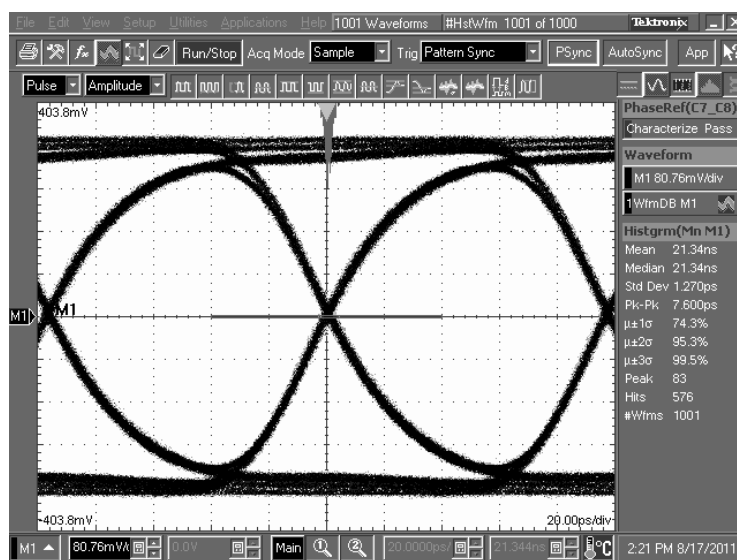 File Edit View Setup Utilities Applications Help 1001 Waveforms #HstWfm 1001 of 1000 Tektronix
Run/Stop Acq Mode Sample Trig Pattern Sync PSync AutoSync App
Pulse Amplitude
403.8mV
PhaseRef(C7_C8)
Characterize Pass
Waveform
M1 80.76mV/div
1WfmDB M1
Histgrm(Mn M1)
Mean 21.34ns
Median 21.34ns
Std Dev 1.270ps
Pk-Pk 7.600ps
µ±1σ 74.3%
µ±2σ 95.3%
µ±3σ 99.5%
Peak 83
Hits 576
#Wfms 1001
M1
M1
-403.8mV
20.00ps/div
M1 80.76mV/ 0.0V Main 1 2 20.0000ps/ 21.344ns °C 2:21 PM 8/17/2011